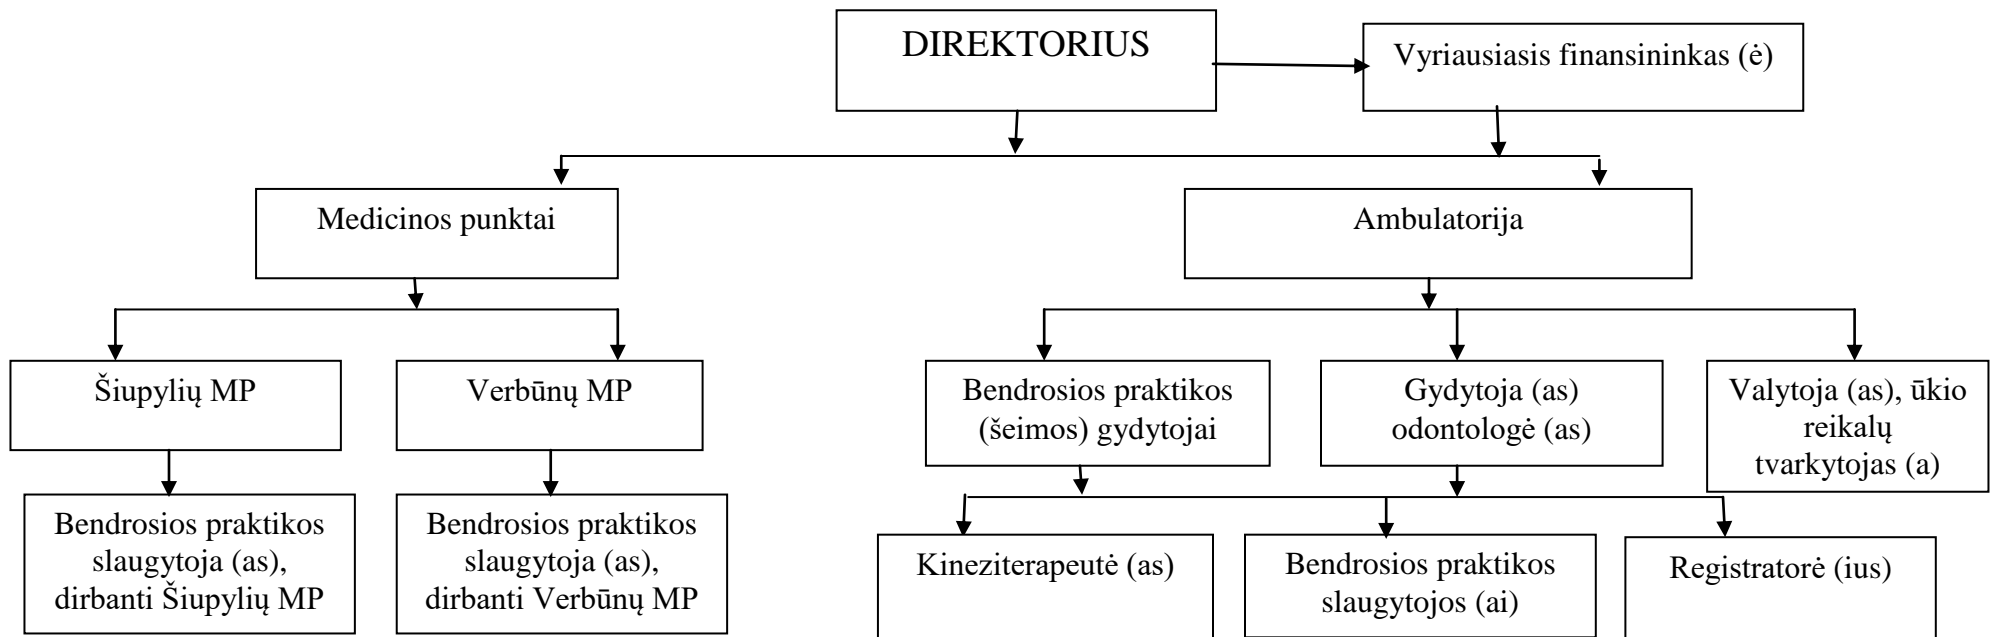 DIREKTORIUS
Vyriausiasis finansininkas (ė)
Medicinos punktai
Ambulatorija
Šiupylių MP
Verbūnų MP
Bendrosios praktikos
(šeimos) gydytojai
Gydytoja (as)
odontologė (as)
Valytoja (as), ūkio
reikalų
tvarkytojas (a)
Bendrosios praktikos
slaugytoja (as),
dirbanti Šiupylių MP
Bendrosios praktikos
slaugytoja (as),
dirbanti Verbūnų MP
Kineziterapeutė (as)
Bendrosios praktikos
slaugytojos (ai)
Registratorė (ius)